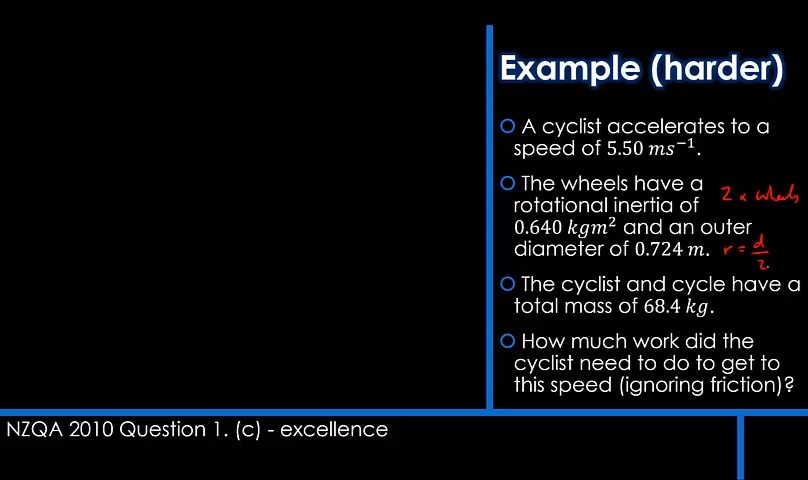 Example (harder)
A cyclist accelerates to a
speed of 5.50 ms⁻¹.
The wheels have a
rotational inertia of
0.640 kgm² and an outer
diameter of 0.724 m.
2 x wheels
r = d/2
The cyclist and cycle have a
total mass of 68.4 kg.
How much work did the
cyclist need to do to get to
this speed (ignoring friction)?
NZQA 2010 Question 1. (c) - excellence